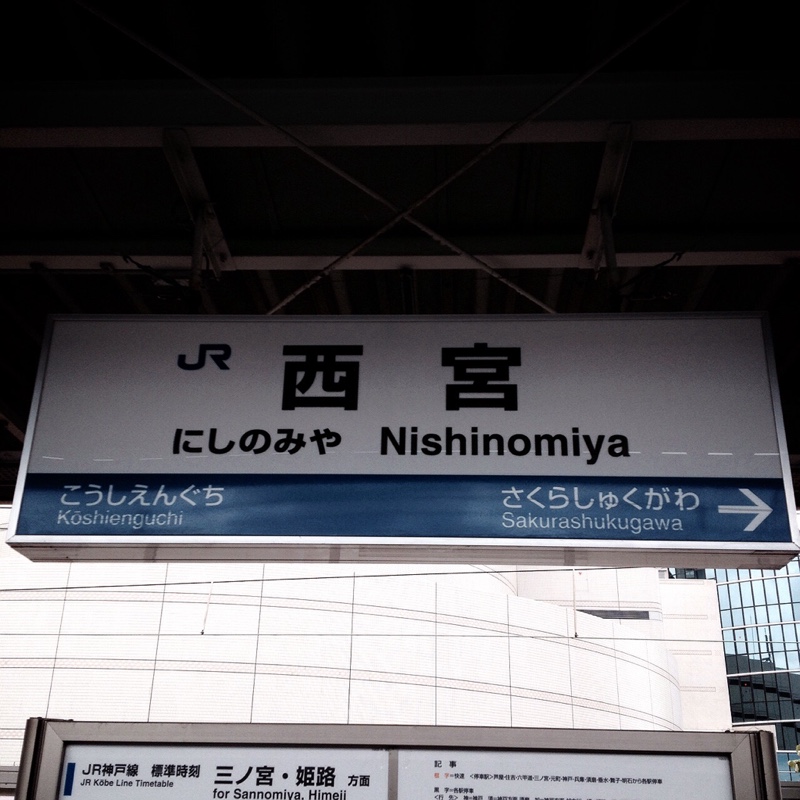 JR 西宮
にしのみや Nishinomiya
こうしえんぐち さくらしゅくがわ
Kōshienguchi Sakurashukugawa
JR神戸線 標準時刻 三ノ宮・姫路 方面
JR Kōbe Line Timetable for Sannomiya, Himeji
記 事